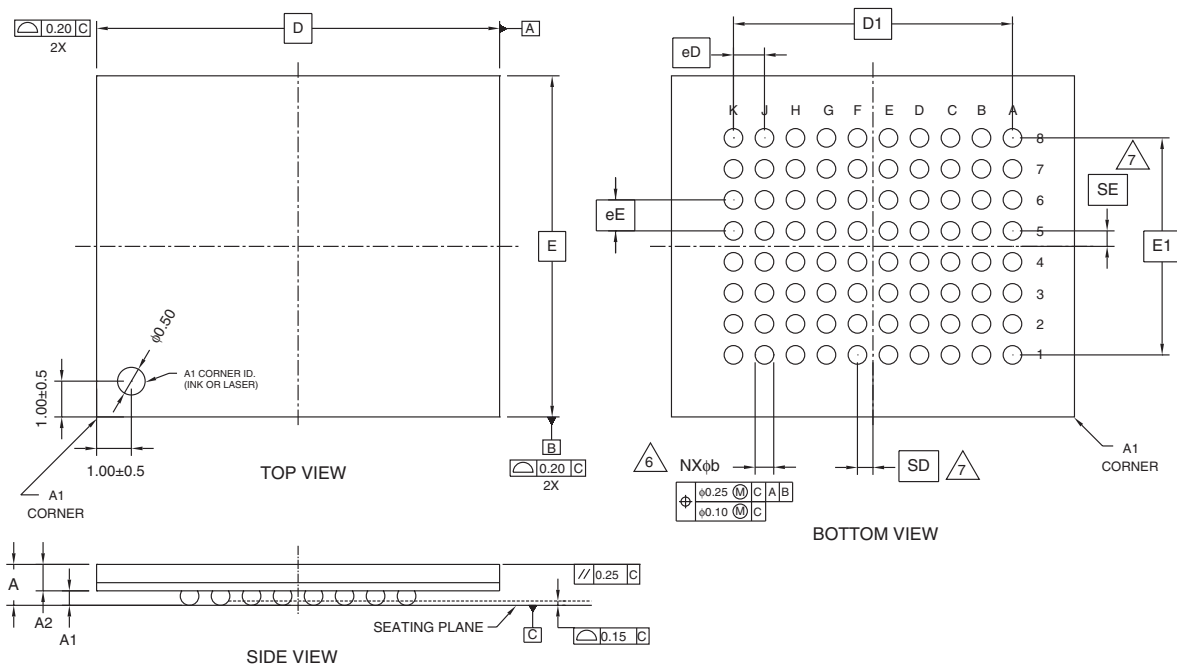 0.20 C
2X
D
A
E
φ0.50
A1 CORNER ID.
(INK OR LASER)
1.00±0.5
1.00±0.5
B
0.20 C
2X
TOP VIEW
A1
CORNER
D1
eD
K J H G F E D C B A
8
7
6
5
4
3
2
1
7
SE
eE
E1
6
NXφb
SD
7
φ0.25 M C A B
φ0.10 M C
A1
CORNER
BOTTOM VIEW
A
A2
A1
// 0.25 C
SEATING PLANE
C
0.15 C
SIDE VIEW